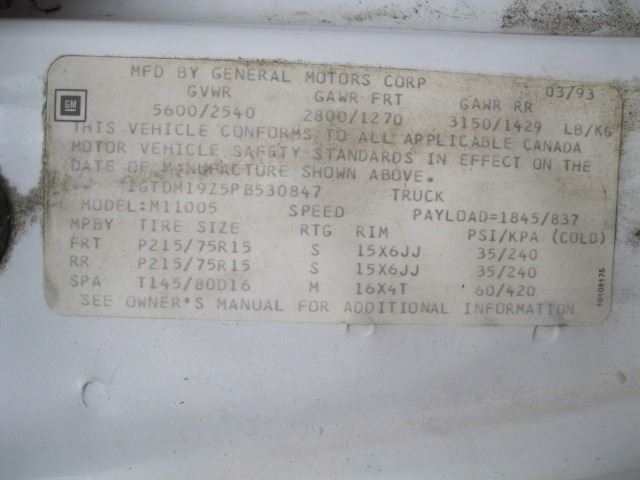 MFD BY GENERAL MOTORS CORP 03/93
GVWR GAWR FRT GAWR RR
GM
5600/2540 2800/1270 3150/1429 LB/KG
THIS VEHICLE CONFORMS TO ALL APPLICABLE CANADA
MOTOR VEHICLE SAFETY STANDARDS IN EFFECT ON THE
DATE OF MANUFACTURE SHOWN ABOVE.
1GTDM19Z5PB530847 TRUCK
MODEL:M11005 SPEED PAYLOAD=1845/837
MPBY TIRE SIZE RTG RIM PSI/KPA (COLD)
FRT P215/75R15 S 15X6JJ 35/240
RR P215/75R15 S 15X6JJ 35/240
SPA T145/80D16 M 16X4T 60/420
SEE OWNER'S MANUAL FOR ADDITIONAL INFORMATION
10108175